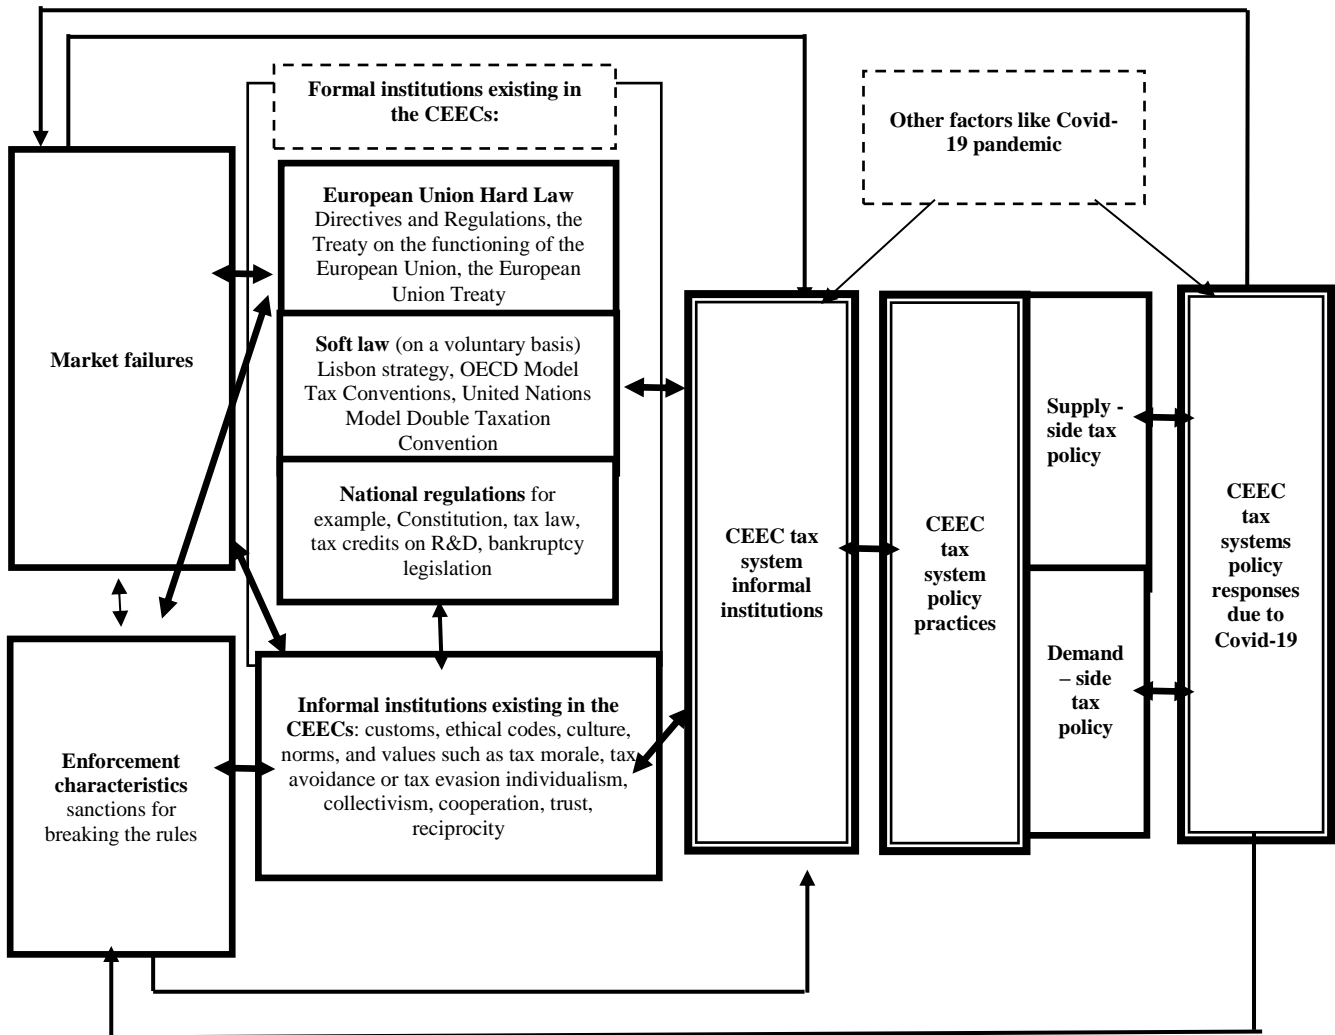 Formal institutions existing in
the CEECs:
Other factors like Covid-
19 pandemic
European Union Hard Law
Directives and Regulations, the
Treaty on the functioning of the
European Union, the European
Union Treaty
Market failures
Soft law (on a voluntary basis)
Lisbon strategy, OECD Model
Tax Conventions, United Nations
Model Double Taxation
Convention
National regulations for
example, Constitution, tax law,
tax credits on R&D, bankruptcy
legislation
Informal institutions existing in the
CEECs: customs, ethical codes, culture,
norms, and values such as tax morale, tax
avoidance or tax evasion individualism,
collectivism, cooperation, trust,
reciprocity
Enforcement
characteristics
sanctions for
breaking the rules
CEEC tax
system
informal
institutions
CEEC
tax
system
policy
practices
Supply -
side tax
policy
Demand
– side
tax
policy
CEEC
tax
systems
policy
responses
due to
Covid-19